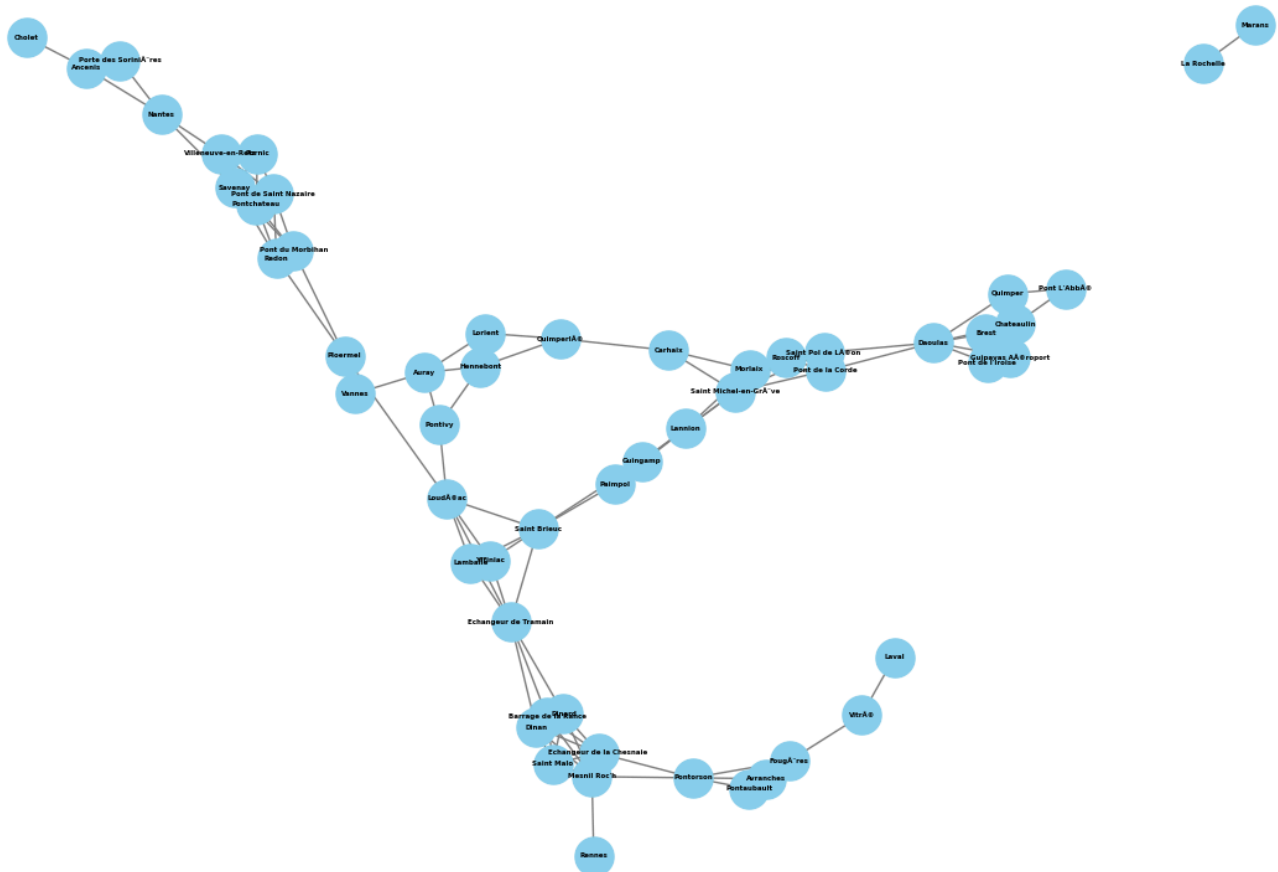 Marans
Cholet
Porte des SoriniÃ¨res
La Rochelle
Ancenis
Nantes
Villeneuve-en-Retz
Pornic
Savenay
Pont de Saint Nazaire
Pontchateau
Pont du Morbihan
Redon
Pont L'AbbÃ©
Quimper
Chateaulin
Lorient
Brest
QuimperlÃ©
Daoulas
Carhaix
Saint Pol de LÃ©on
Ploermel
Roscoff
Guipavas AÃ©roport
Pont de l'Iroise
Hennebont
Morlaix
Pont de la Corde
Auray
Saint Michel-en-GrÃ¨ve
Vannes
Pontivy
Lannion
Guingamp
Paimpol
LoudÃ©ac
Saint Brieuc
Yffiniac
Lamballe
Echangeur de Tramain
Laval
Dinard
VitrÃ©
Barrage de la Rance
Dinan
Echangeur de la Chesnaie
FougÃ¨res
Saint Malo
Mesnil Roc'h
Pontorson
Avranches
Pontaubault
Rennes